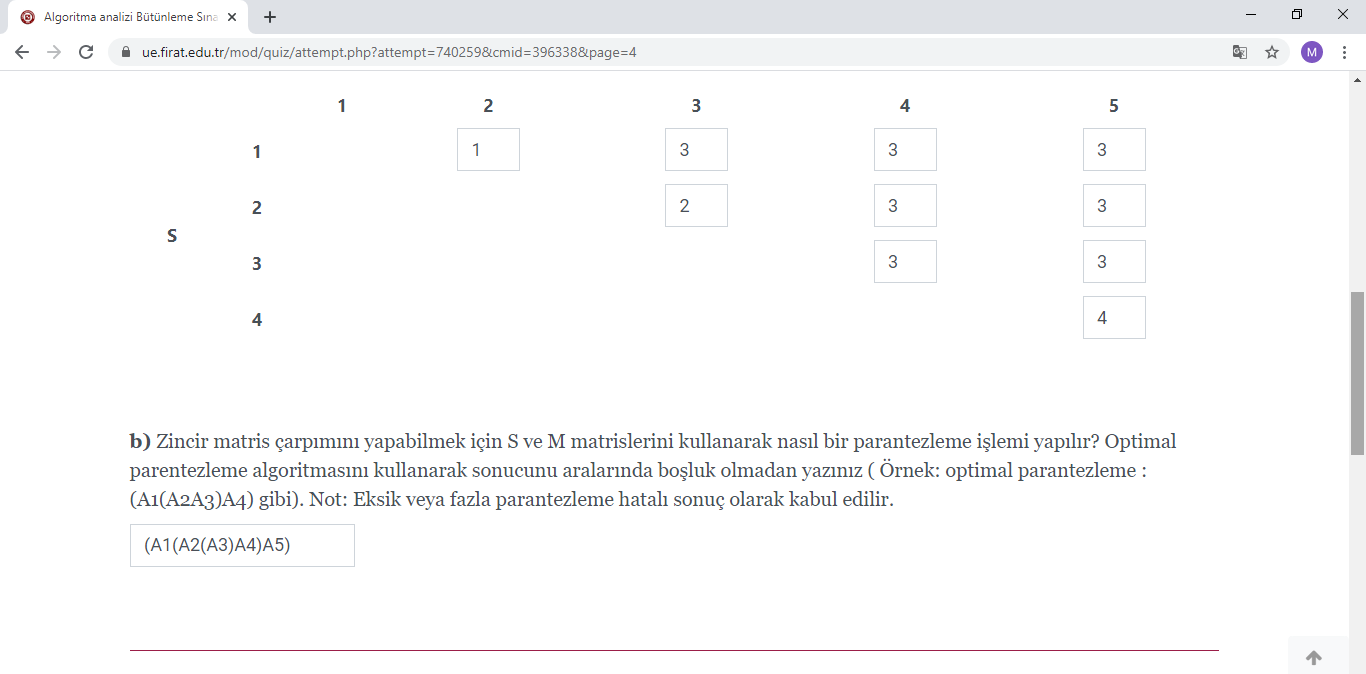 Algoritma analizi Bütünleme Sına
ue.firat.edu.tr/mod/quiz/attempt.php?attempt=740259&cmid=396338&page=4
M
1 2 3 4 5
1 1 3 3 3
2 2 3 3
S
3 3 3
4 4
b) Zincir matris çarpımını yapabilmek için S ve M matrislerini kullanarak nasıl bir parantezleme işlemi yapılır? Optimal
parentezleme algoritmasını kullanarak sonucunu aralarında boşluk olmadan yazınız ( Örnek: optimal parantezleme :
(A1(A2A3)A4) gibi). Not: Eksik veya fazla parantezleme hatalı sonuç olarak kabul edilir.
(A1(A2(A3)A4)A5)